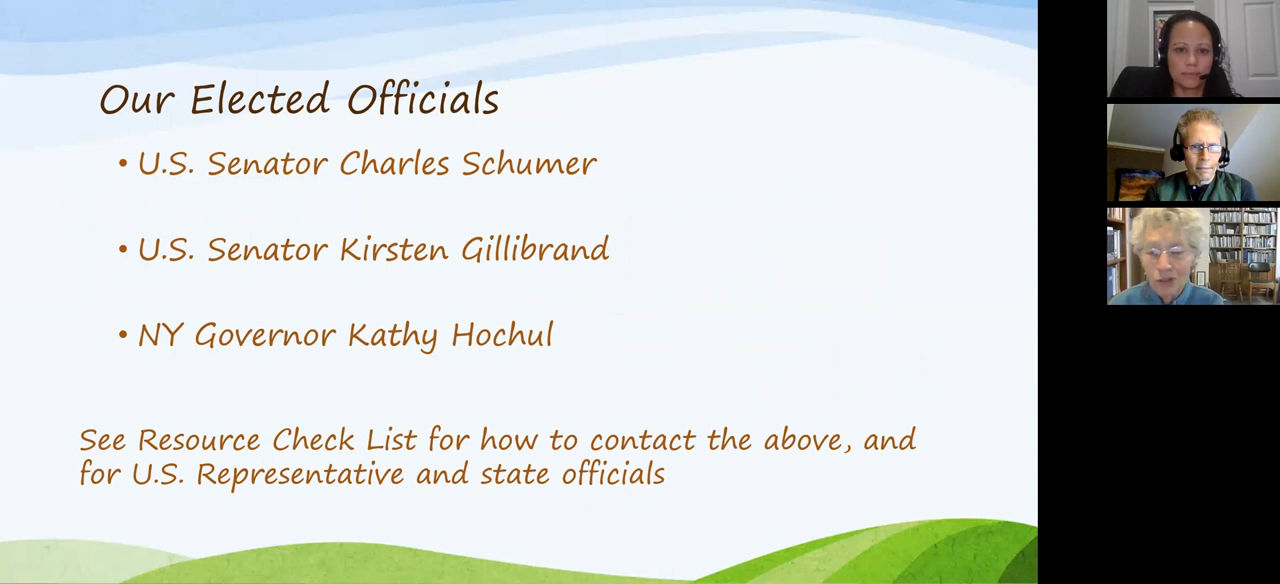 Our Elected Officials
• U.S. Senator Charles Schumer
• U.S. Senator Kirsten Gillibrand
• NY Governor Kathy Hochul
See Resource Check List for how to contact the above, and
for U.S. Representative and state officials